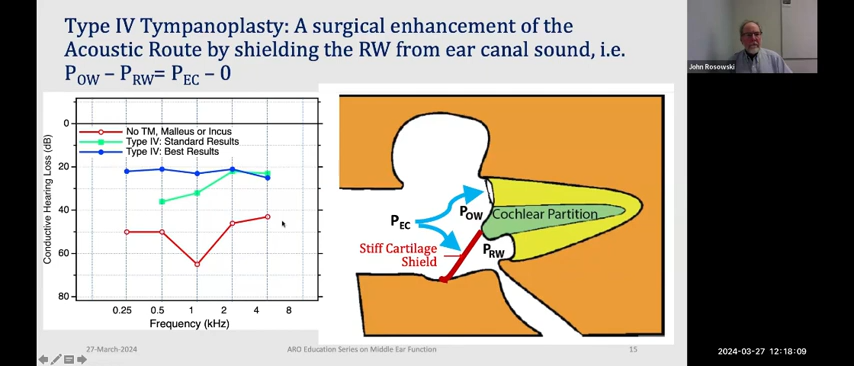 Type IV Tympanoplasty: A surgical enhancement of the
Acoustic Route by shielding the RW from ear canal sound, i.e.
POW – PRW= PEC – 0
John Rosowski
No TM, Malleus or Incus
Type IV: Standard Results
Type IV: Best Results
Conductive Hearing Loss (dB)
0
20
40
60
80
0.25 0.5 1 2 4 8
Frequency (kHz)
PEC
POW
Cochlear Partition
PRW
Stiff Cartilage
Shield
27-March-2024
ARO Education Series on Middle Ear Function
15
2024-03-27 12:18:09